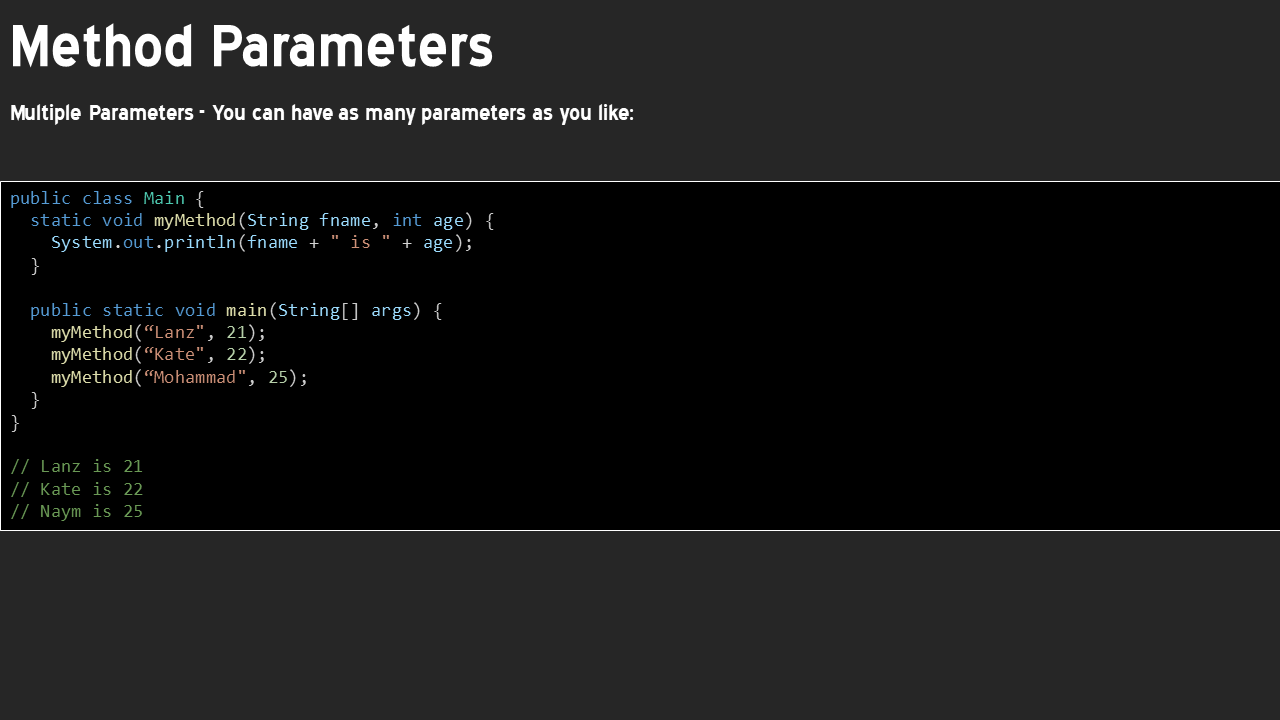 Method Parameters
Multiple Parameters - You can have as many parameters as you like:
public class Main {
  static void myMethod(String fname, int age) {
    System.out.println(fname + " is " + age);
  }

  public static void main(String[] args) {
    myMethod(“Lanz", 21);
    myMethod(“Kate", 22);
    myMethod(“Mohammad", 25);
  }
}

// Lanz is 21
// Kate is 22
// Naym is 25